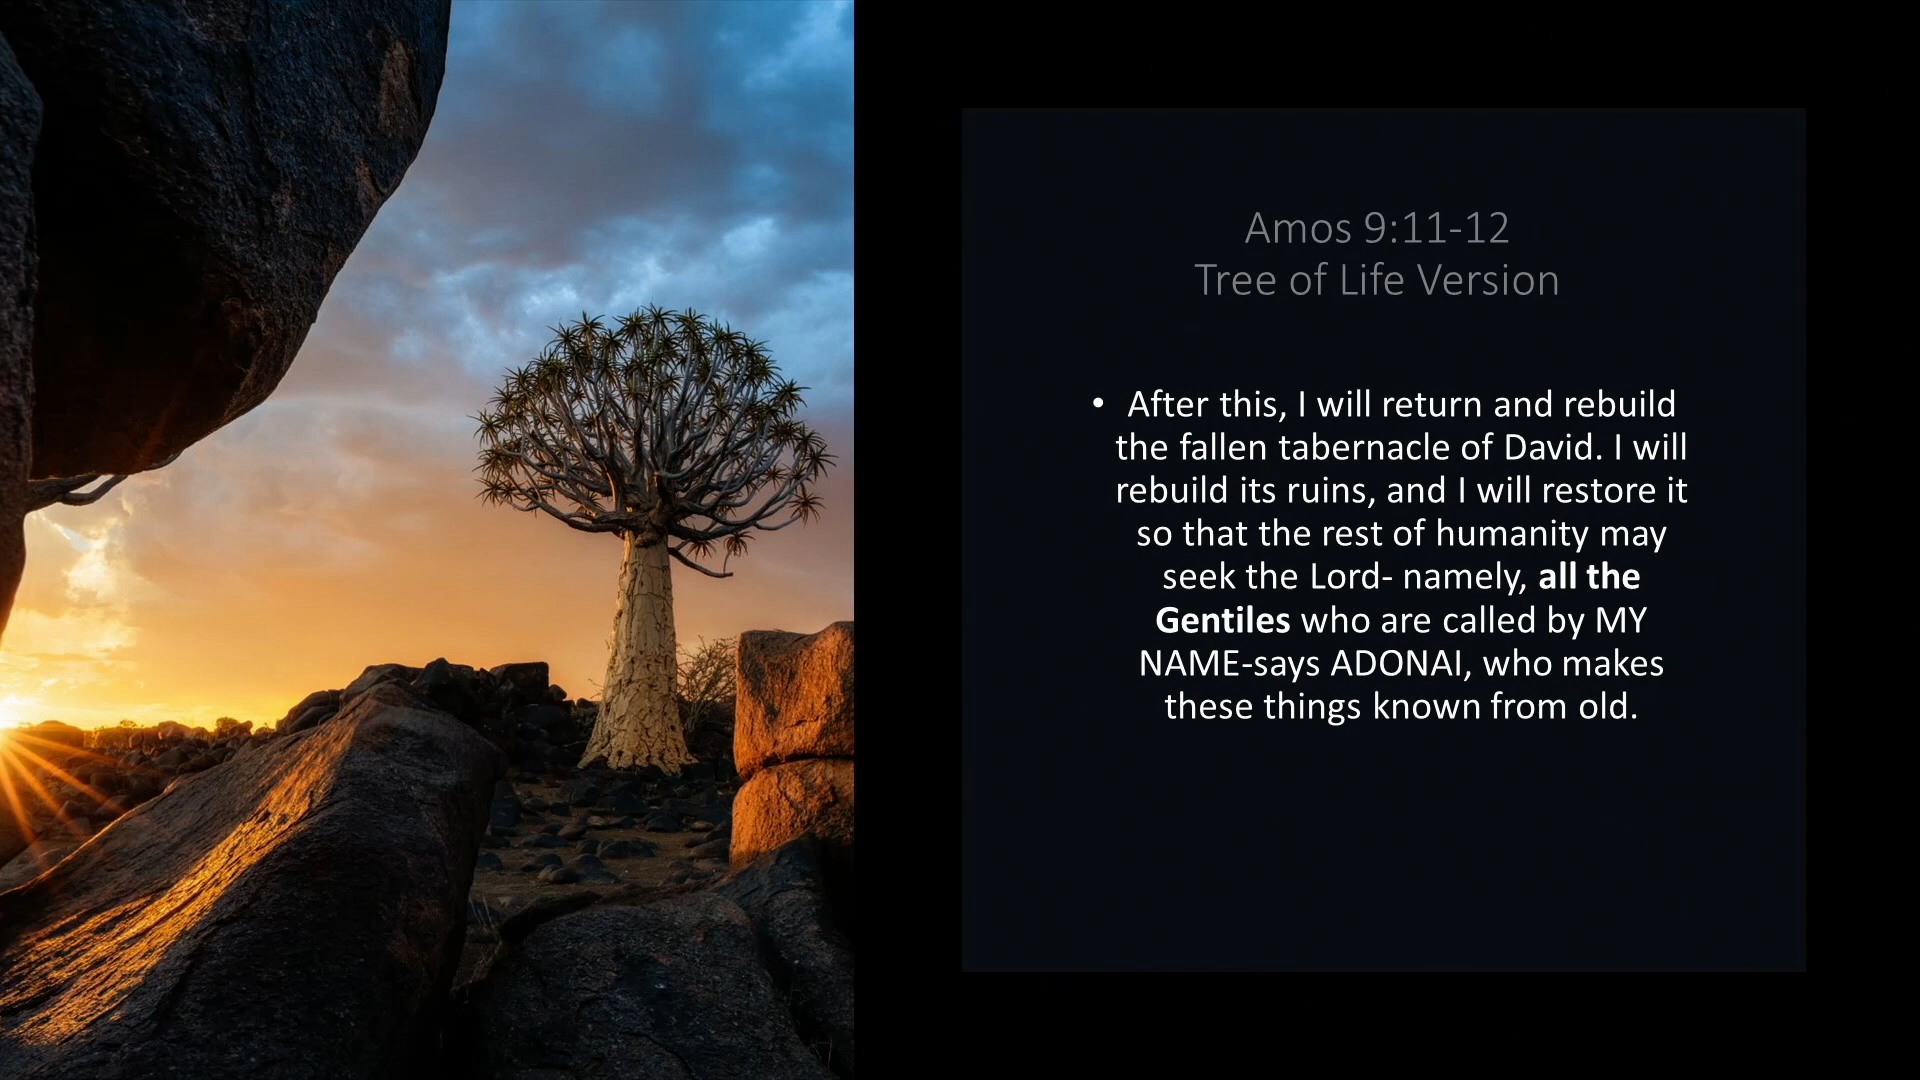 Amos 9:11-12
Tree of Life Version
• After this, I will return and rebuild
the fallen tabernacle of David. I will
rebuild its ruins, and I will restore it
so that the rest of humanity may
seek the Lord- namely, all the
Gentiles who are called by MY
NAME-says ADONAI, who makes
these things known from old.